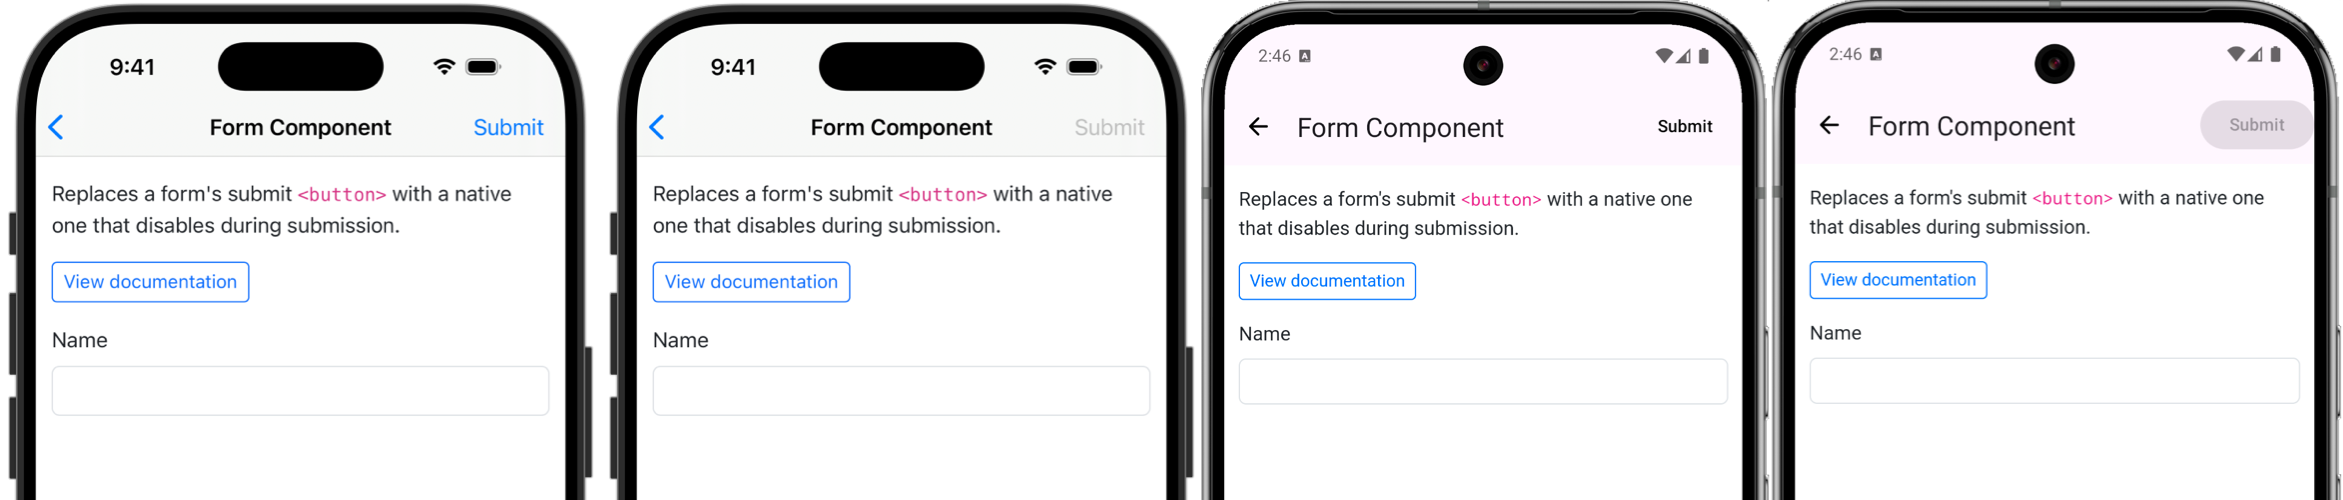 9:41
Form Component
Submit
Replaces a form's submit <button> with a native
one that disables during submission.
View documentation
Name
9:41
Form Component
Submit
Replaces a form's submit <button> with a native
one that disables during submission.
View documentation
Name
2:46 A
Form Component
Submit
Replaces a form's submit <button> with a native one
that disables during submission.
View documentation
Name
2:46 A
Form Component
Submit
Replaces a form's submit <button> with a native one
that disables during submission.
View documentation
Name